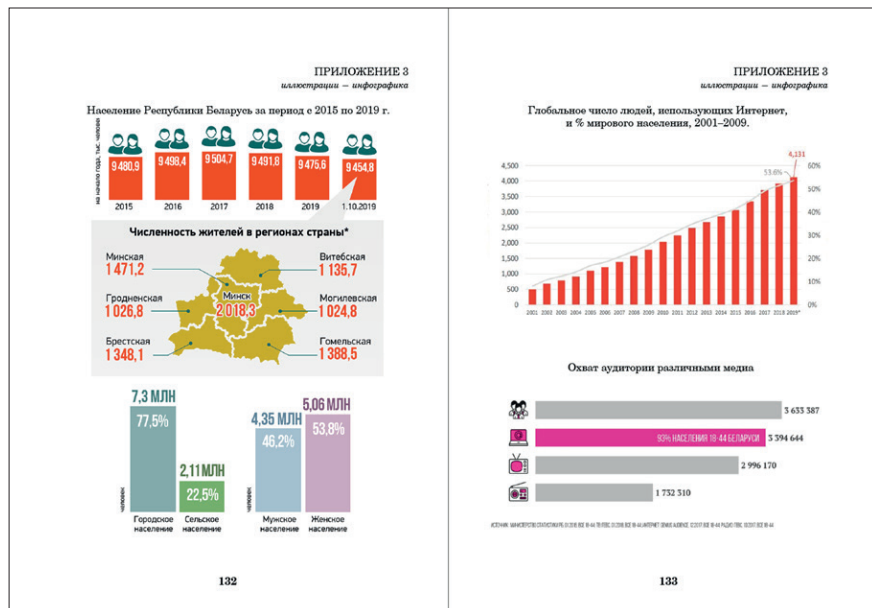 ПРИЛОЖЕНИЕ 3
иллюстрации — инфографика
Население Республики Беларусь за период с 2015 по 2019 г.
на начало года, тыс. человек
9 480,9
9 498,4
9 504,7
9 491,8
9 475,6
9 454,8
2015
2016
2017
2018
2019
1.10.2019
Численность жителей в регионах страны*
Минская
1 471,2
Витебская
1 135,7
Гродненская
1 026,8
Минск
2 018,3
Могилевская
1 024,8
Брестская
1 348,1
Гомельская
1 388,5
7,3 МЛН
77,5%
2,11 МЛН
22,5%
4,35 МЛН
46,2%
5,06 МЛН
53,8%
человек
Городское
население
Сельское
население
человек
Мужское
население
Женское
население
132
ПРИЛОЖЕНИЕ 3
иллюстрации — инфографика
Глобальное число людей, использующих Интернет,
и % мирового населения, 2001–2009.
4,131
53.6%
4,500
4,000
3,500
3,000
2,500
2,000
1,500
1,000
500
0
60%
50%
40%
30%
20%
10%
0%
2001 2002 2003 2004 2005 2006 2007 2008 2009 2010 2011 2012 2013 2014 2015 2016 2017 2018 2019*
Охват аудитории различными медиа
3 633 387
93% НАСЕЛЕНИЯ 18-44 БЕЛАРУСИ
3 394 644
2 996 170
1 732 310
133